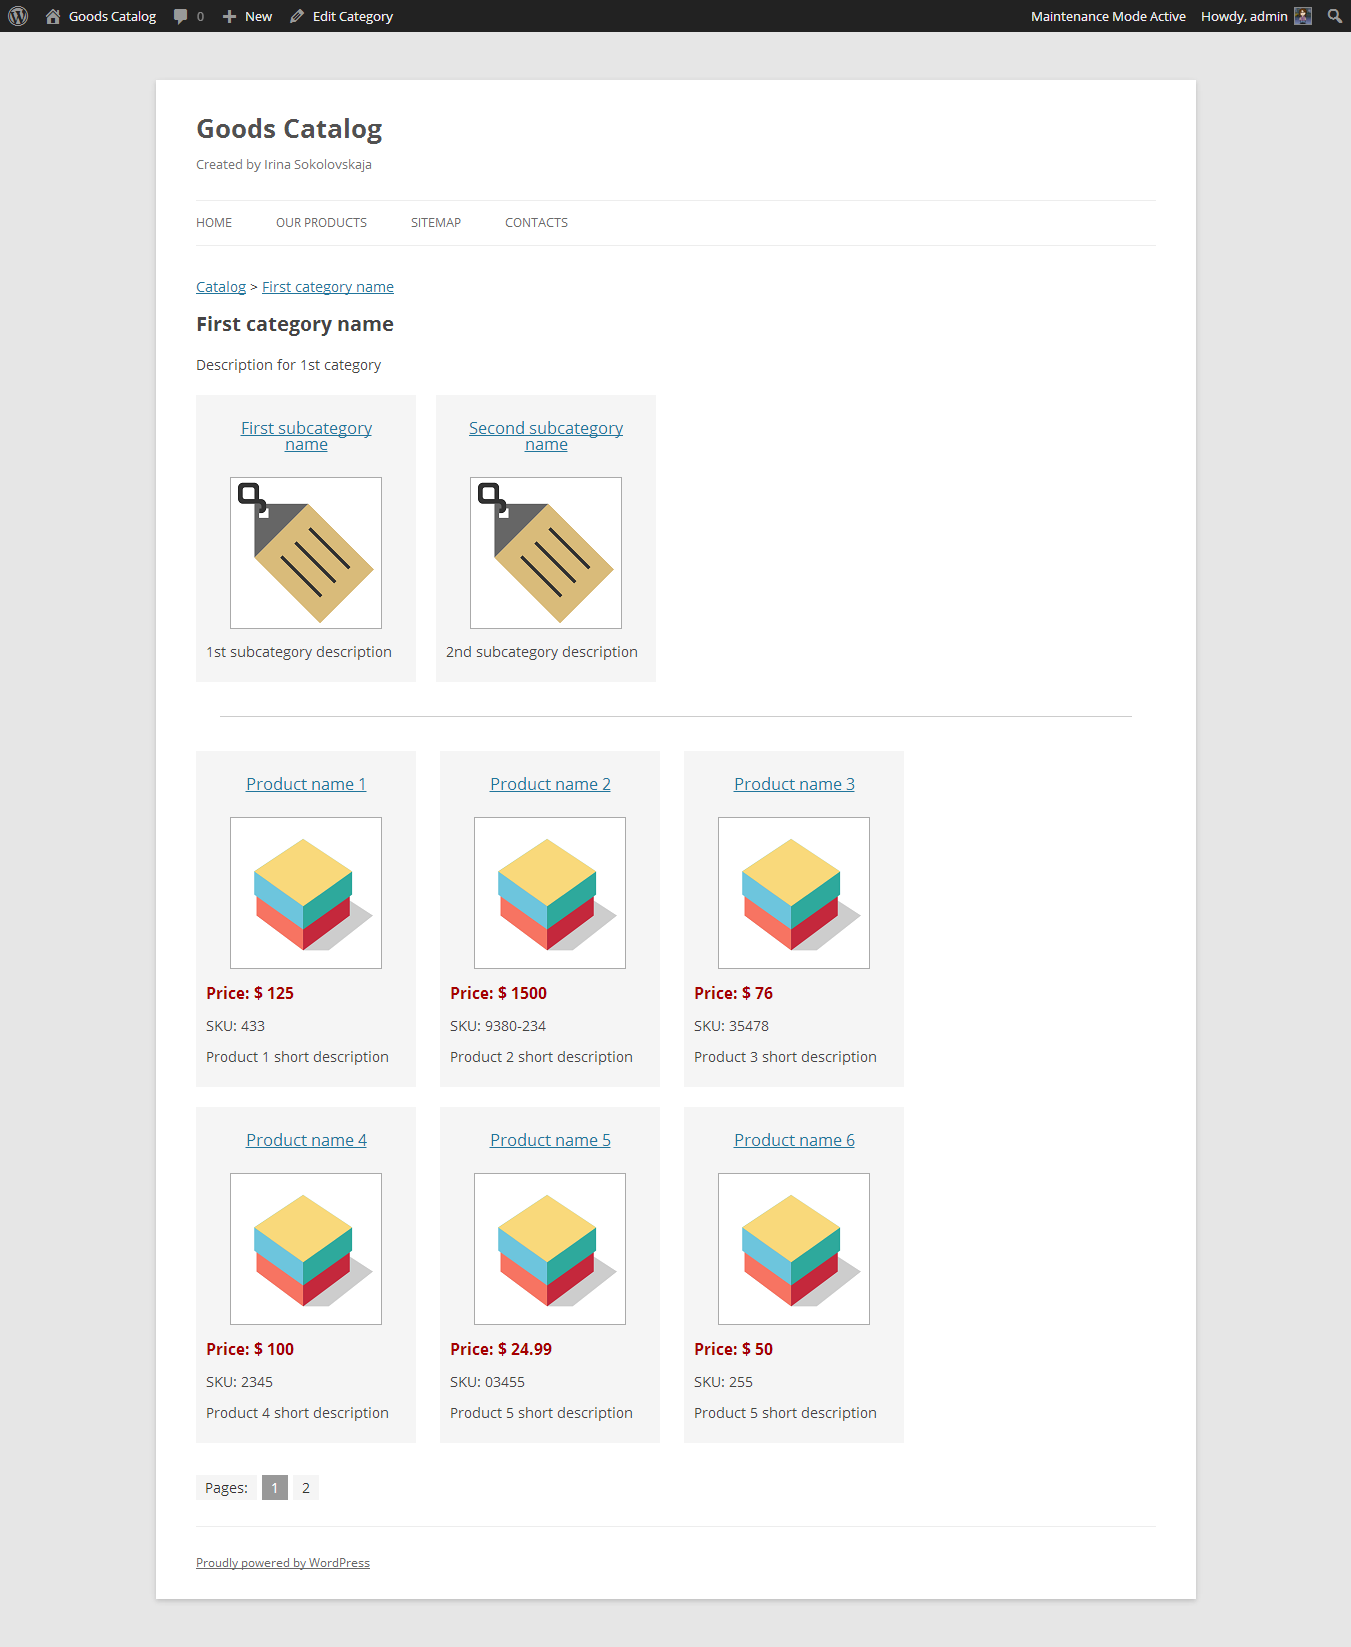 Goods Catalog 0 New Edit Category Maintenance Mode Active Howdy, admin
Goods Catalog
Created by Irina Sokolovskaja
HOME OUR PRODUCTS SITEMAP CONTACTS
Catalog > First category name
First category name
Description for 1st category
First subcategory
name
1st subcategory description
Second subcategory
name
2nd subcategory description
Product name 1
Price: $ 125
SKU: 433
Product 1 short description
Product name 2
Price: $ 1500
SKU: 9380-234
Product 2 short description
Product name 3
Price: $ 76
SKU: 35478
Product 3 short description
Product name 4
Price: $ 100
SKU: 2345
Product 4 short description
Product name 5
Price: $ 24.99
SKU: 03455
Product 5 short description
Product name 6
Price: $ 50
SKU: 255
Product 5 short description
Pages: 1 2
Proudly powered by WordPress